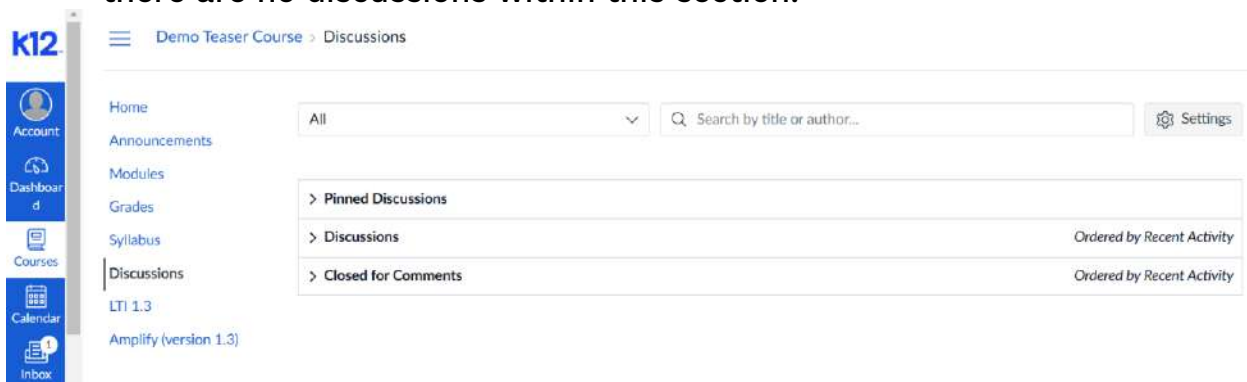 there are no discussions within this section.
K12
Demo Teaser Course > Discussions
Account
Dashboar
d
Courses
Calendar
1
Inbox
Home
Announcements
Modules
Grades
Syllabus
Discussions
LTI 1.3
Amplify (version 1.3)
All
Search by title or author...
Settings
> Pinned Discussions
> Discussions Ordered by Recent Activity
> Closed for Comments Ordered by Recent Activity